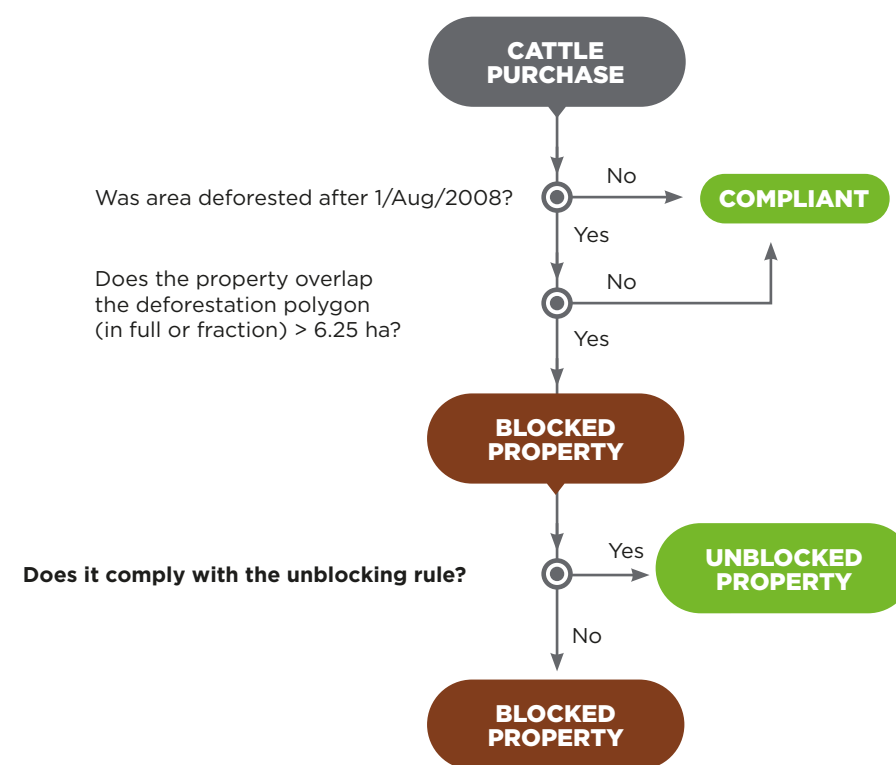 CATTLE
PURCHASE
Was area deforested after 1/Aug/2008?
No
COMPLIANT
Yes
Does the property overlap
the deforestation polygon
(in full or fraction) > 6.25 ha?
No
Yes
BLOCKED
PROPERTY
Does it comply with the unblocking rule?
Yes
UNBLOCKED
PROPERTY
No
BLOCKED
PROPERTY